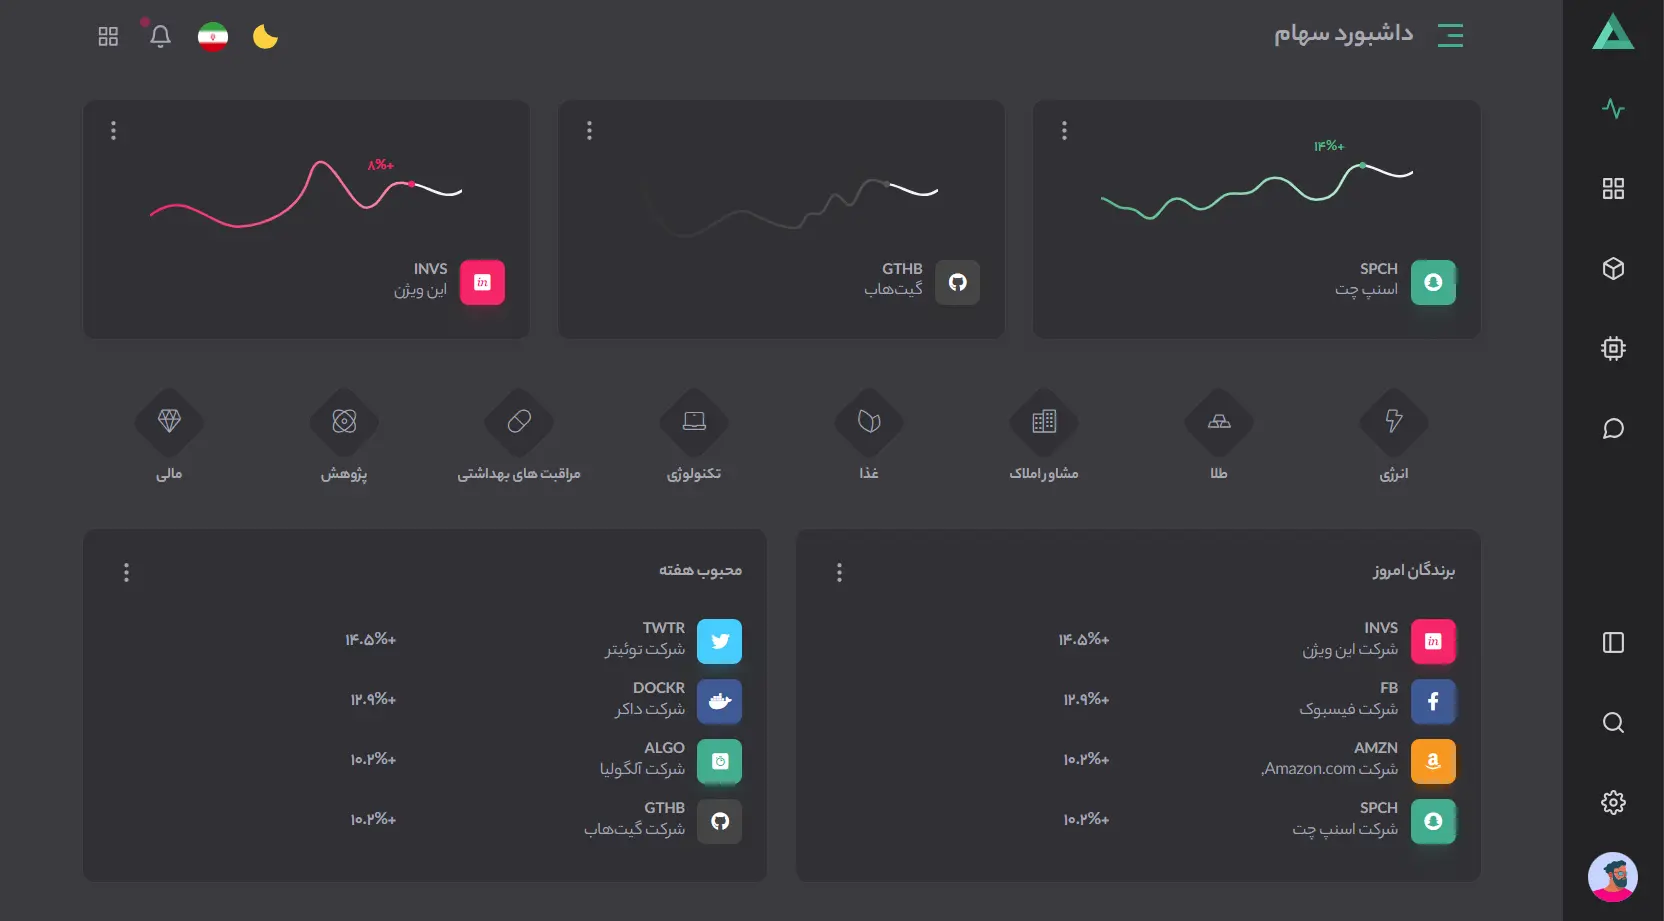 داشبورد سهام
+۱۴%
SPCH
اسنپ چت
GTHB
گیت‌هاب
+۸%
INVS
این ویژن
انرژی
طلا
مشاور املاک
غذا
تکنولوژی
مراقبت های بهداشتی
پژوهش
مالی
برندگان امروز
INVS
شرکت این ویژن
+۱۴.۵%
FB
شرکت فیسبوک
+۱۲.۹%
AMZN
شرکت Amazon.com,
+۱۰.۲%
SPCH
شرکت اسنپ چت
+۱۰.۲%
محبوب هفته
TWTR
شرکت توئیتر
+۱۴.۵%
DOCKR
شرکت داکر
+۱۲.۹%
ALGO
شرکت آلگولیا
+۱۰.۲%
GTHB
شرکت گیت‌هاب
+۱۰.۲%